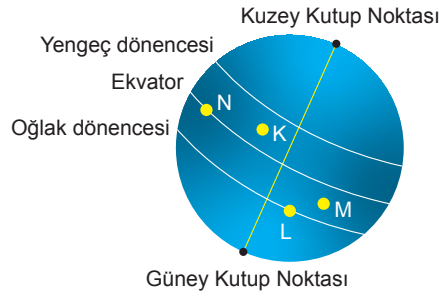 Kuzey Kutup Noktası
Yengeç dönencesi
Ekvator
N
Oğlak dönencesi
K
M
L
Güney Kutup Noktası